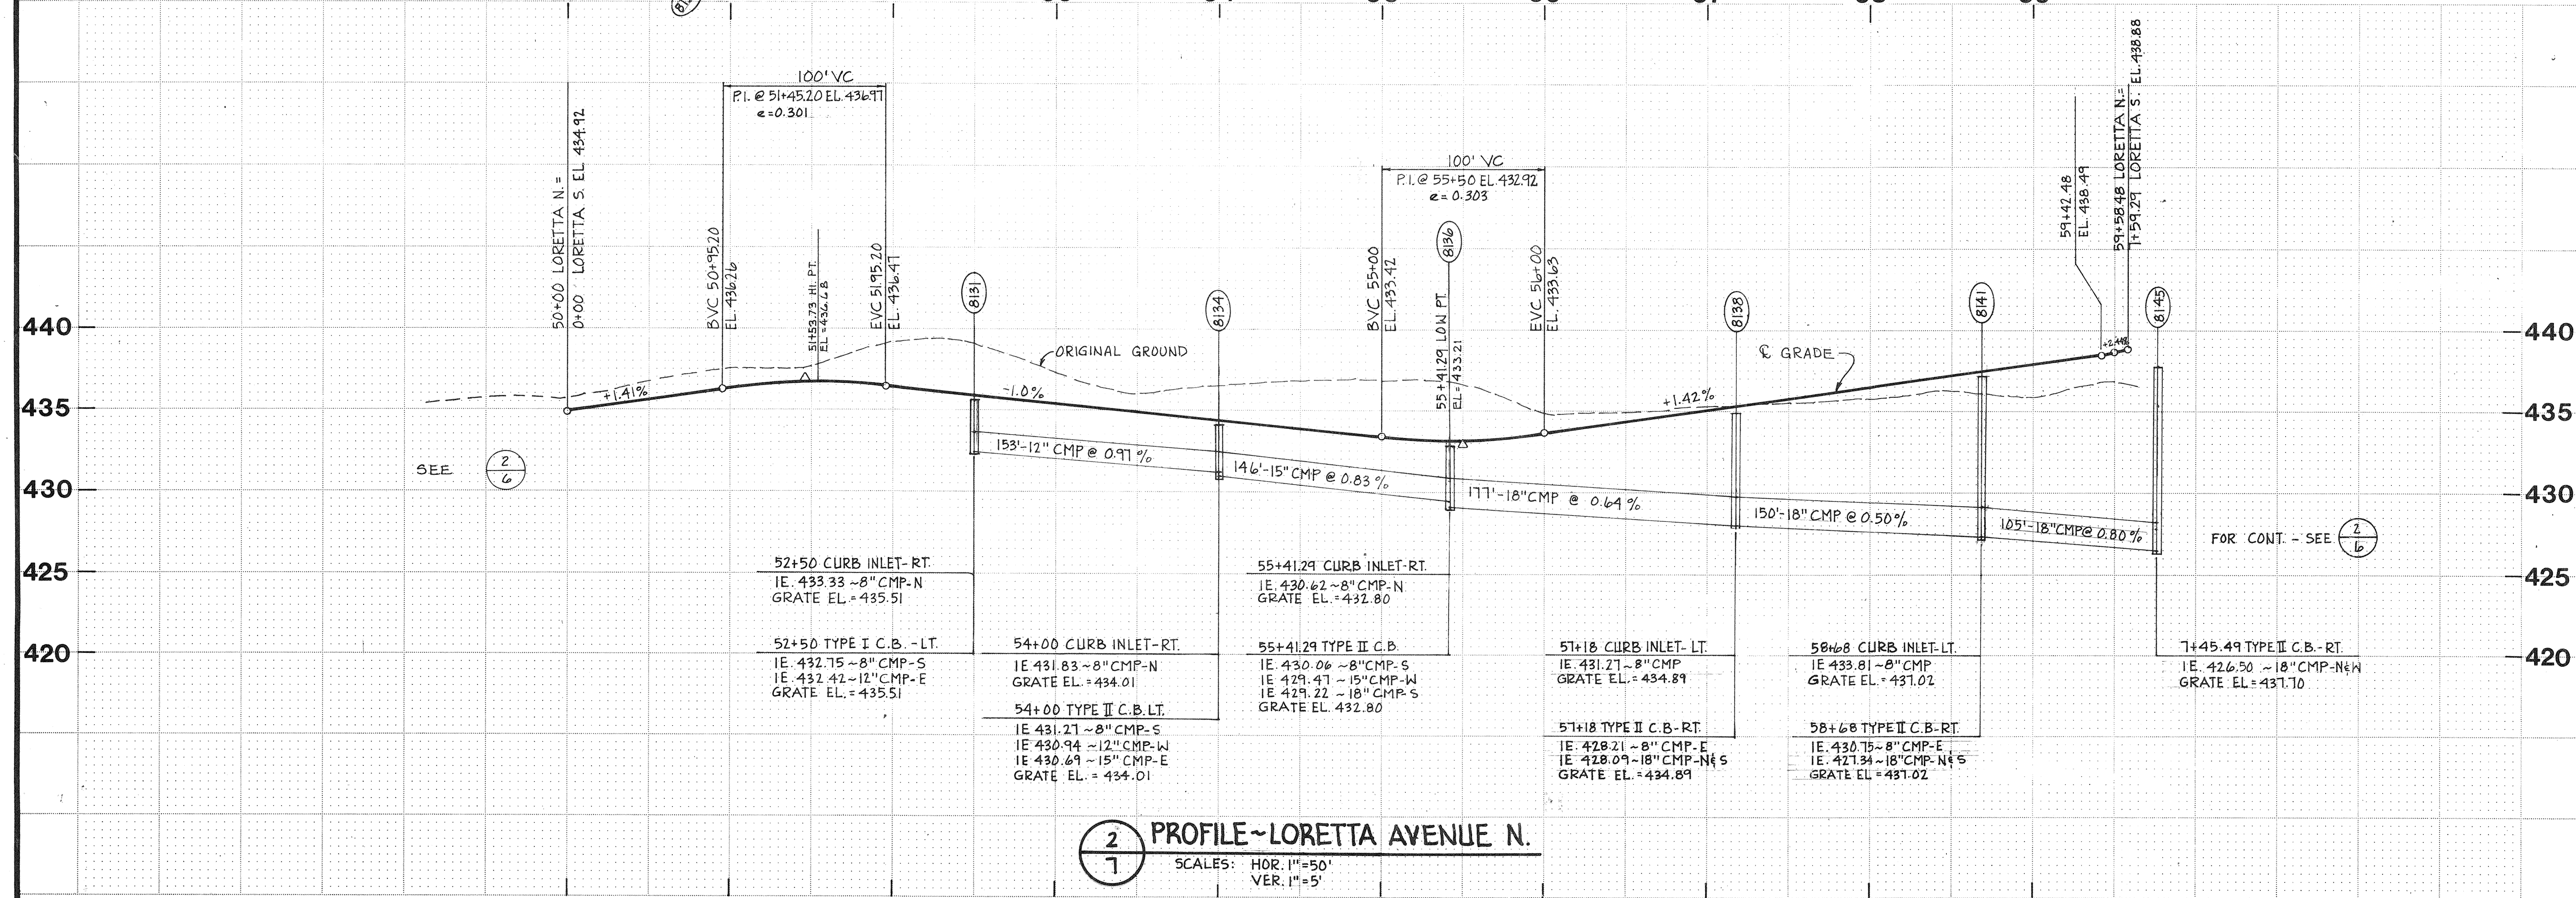 100' VC
P.I. @ 51+45.20 EL. 436.97
e=0.301
50+00 LORETTA N. =
0+00 LORETTA S. EL 434.92
BVC 50+95.20
EL. 436.26
51+53.73 HI. PT.
EL = 436.68
EVC 51.95.20
EL. 436.47
8131
8134
100' VC
P.I. @ 55+50 EL. 432.92
e = 0.303
BVC 55+00
EL. 433.42
8136
55+41.29 LOW PT.
EL = 433.21
EVC 56+00
EL. 433.63
8138
8141
59+42.48
EL. 438.49
59+58.48 LORETTA N. =
1+59.29 LORETTA S. EL. 438.88
8145
440
435
430
425
420
440
435
430
425
420
ORIGINAL GROUND
℄ GRADE
+1.41%
-1.0%
+1.42%
SEE 2/6
153'-12" CMP @ 0.97%
146'-15" CMP @ 0.83%
177'-18" CMP @ 0.64%
150'-18" CMP @ 0.50%
105'-18" CMP @ 0.80%
FOR CONT. - SEE 2/6
52+50 CURB INLET-RT.
IE. 433.33 ~ 8" CMP-N
GRATE EL. = 435.51
52+50 TYPE I C.B. - LT.
IE. 432.75 ~ 8" CMP-S
IE. 432.42 ~ 12" CMP-E
GRATE EL. = 435.51
54+00 CURB INLET-RT.
IE 431.83 ~ 8" CMP-N
GRATE EL. = 434.01
54+00 TYPE II C.B. LT.
IE 431.27 ~ 8" CMP-S
IE 430.94 ~ 12" CMP-W
IE 430.69 ~ 15" CMP-E
GRATE EL. = 434.01
55+41.29 CURB INLET-RT.
IE. 430.62 ~ 8" CMP-N
GRATE EL. = 432.80
55+41.29 TYPE II C.B.
IE. 430.06 ~ 8" CMP-S
IE 429.47 ~ 15" CMP-W
IE 429.22 ~ 18" CMP-S
GRATE EL. 432.80
57+18 CURB INLET-LT.
IE. 431.27 ~ 8" CMP
GRATE EL. = 434.89
57+18 TYPE II C.B-RT.
IE. 428.21 ~ 8" CMP-E
IE 428.09 ~ 18" CMP-N&S
GRATE EL. = 434.89
58+68 CURB INLET-LT.
IE 433.81 ~ 8" CMP
GRATE EL. = 437.02
58+68 TYPE II C.B-RT.
IE. 430.75 ~ 8" CMP-E
IE. 427.34 ~ 18" CMP-N&S
GRATE EL = 437.02
7+45.49 TYPE II C.B.-RT.
IE. 426.50 ~ 18" CMP-N&W
GRATE EL = 437.70
2/7 PROFILE ~ LORETTA AVENUE N.
SCALES: HOR. 1" = 50'
VER. 1" = 5'